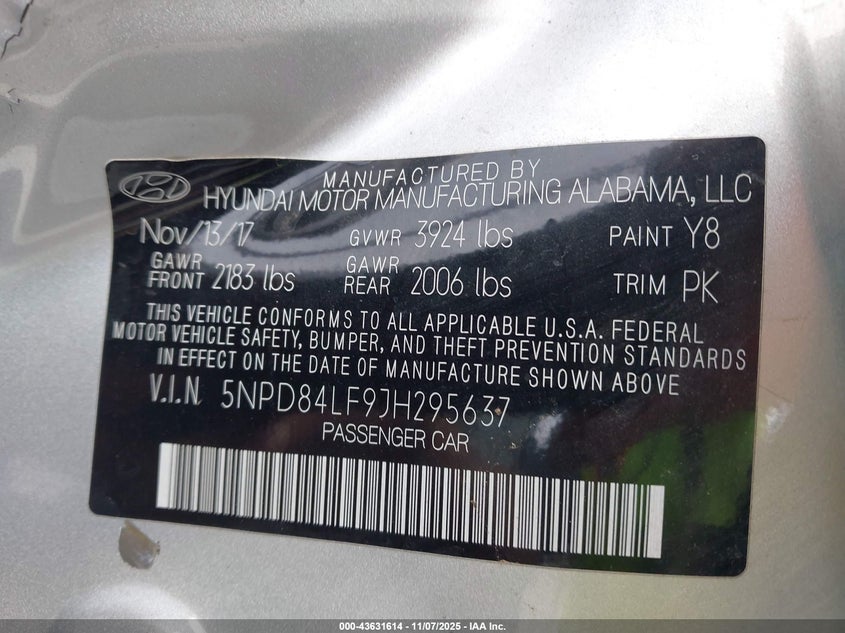 MANUFACTURED BY
HYUNDAI MOTOR MANUFACTURING ALABAMA, LLC
Nov/13/17 GVWR 3924 lbs PAINT Y8
GAWR FRONT 2183 lbs GAWR REAR 2006 lbs TRIM PK
THIS VEHICLE CONFORMS TO ALL APPLICABLE U.S.A. FEDERAL
MOTOR VEHICLE SAFETY, BUMPER, AND THEFT PREVENTION STANDARDS
IN EFFECT ON THE DATE OF MANUFACTURE SHOWN ABOVE
V.I.N. 5NPD84LF9JH295637
PASSENGER CAR
000-43631614 - 11/07/2025 - IAA Inc.